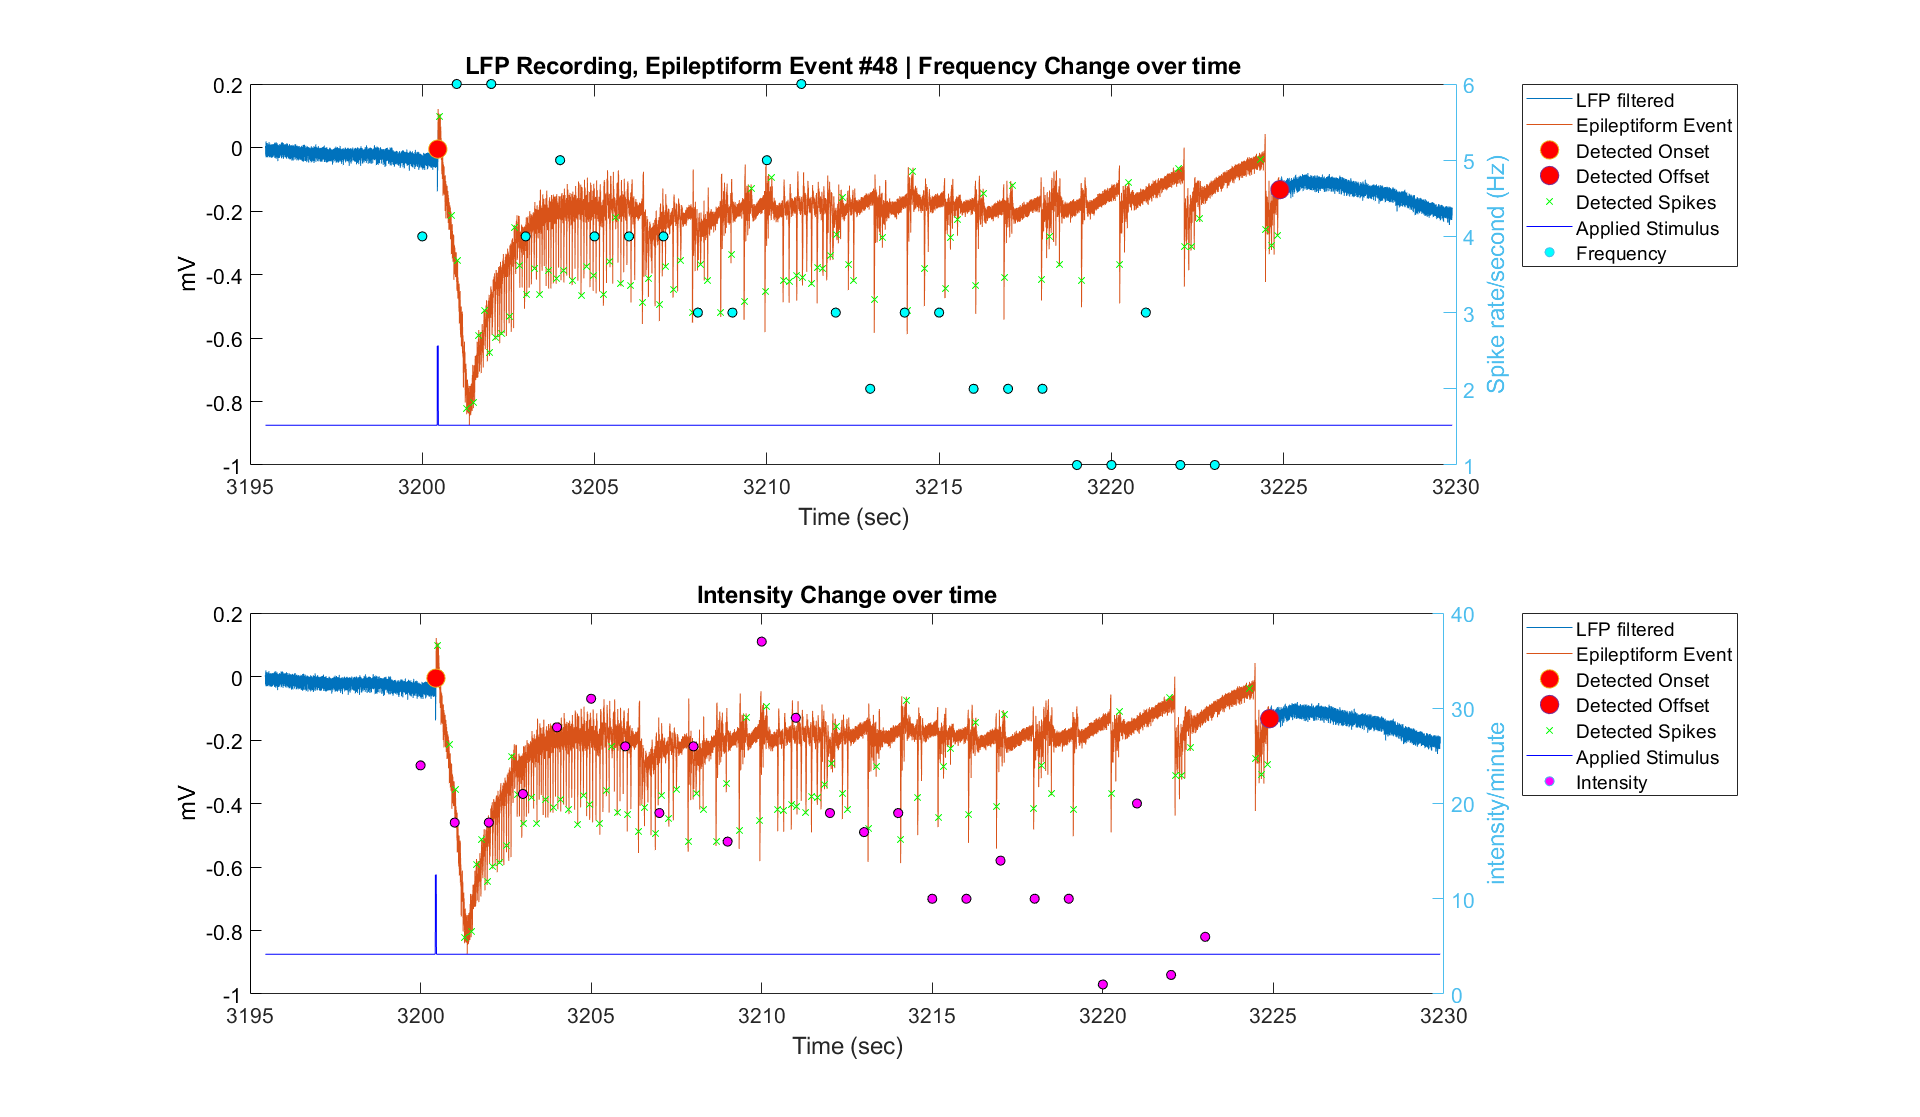 LFP Recording, Epileptiform Event #48 | Frequency Change over time
0.2
0
-0.2
-0.4
-0.6
-0.8
-1
mV
6
5
4
3
2
1
Spike rate/second (Hz)
3195 3200 3205 3210 3215 3220 3225 3230
Time (sec)
LFP filtered
Epileptiform Event
Detected Onset
Detected Offset
Detected Spikes
Applied Stimulus
Frequency
Intensity Change over time
0.2
0
-0.2
-0.4
-0.6
-0.8
-1
mV
40
30
20
10
0
intensity/minute
3195 3200 3205 3210 3215 3220 3225 3230
Time (sec)
LFP filtered
Epileptiform Event
Detected Onset
Detected Offset
Detected Spikes
Applied Stimulus
Intensity